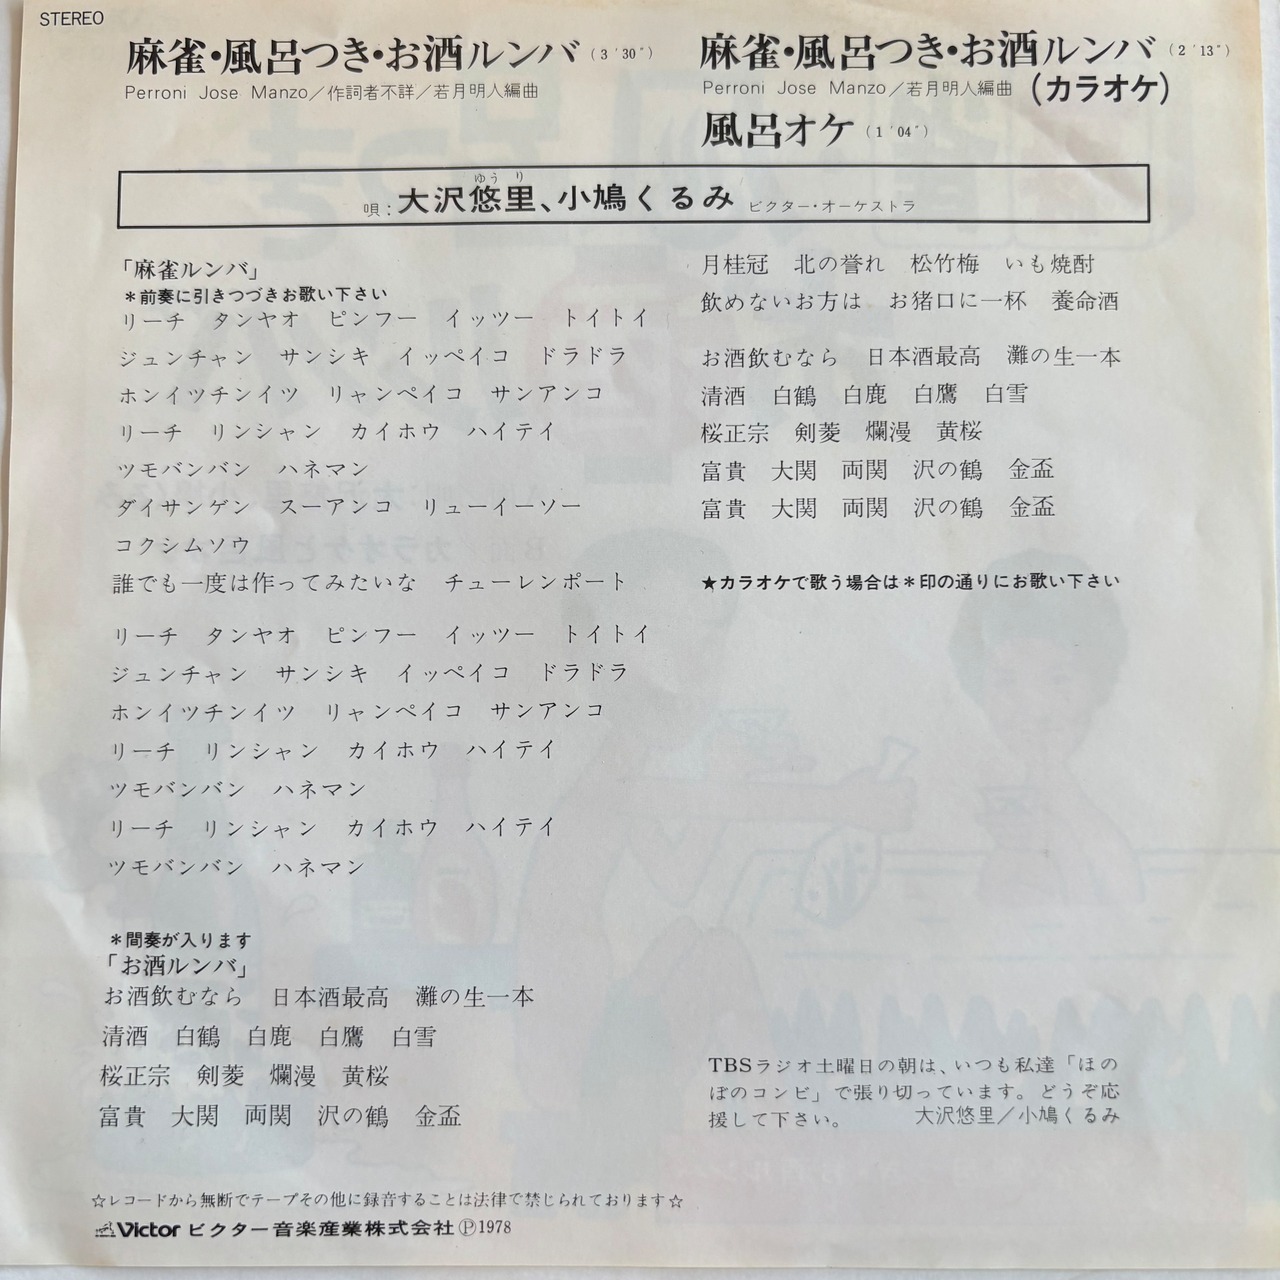 STEREO
麻雀・風呂つき・お酒ルンバ (3′30″)
Perroni Jose Manzo／作詞者不詳／若月明人編曲
麻雀・風呂つき・お酒ルンバ (2′13″)
Perroni Jose Manzo／若月明人編曲 (カラオケ)
風呂オケ (1′04″)
ゆう り
唄：大沢悠里、小鳩くるみ ビクター・オーケストラ
「麻雀ルンバ」
＊前奏に引きつづきお歌い下さい
リーチ タンヤオ ピンフー イッツー トイトイ
ジュンチャン サンシキ イッペイコ ドラドラ
ホンイツチンイツ リャンペイコ サンアンコ
リーチ リンシャン カイホウ ハイテイ
ツモバンバン ハネマン
ダイサンゲン スーアンコ リューイーソー
コクシムソウ
誰でも一度は作ってみたいな チューレンポート
リーチ タンヤオ ピンフー イッツー トイトイ
ジュンチャン サンシキ イッペイコ ドラドラ
ホンイツチンイツ リャンペイコ サンアンコ
リーチ リンシャン カイホウ ハイテイ
ツモバンバン ハネマン
リーチ リンシャン カイホウ ハイテイ
ツモバンバン ハネマン
＊間奏が入ります
「お酒ルンバ」
お酒飲むなら 日本酒最高 灘の生一本
清酒 白鶴 白鹿 白鷹 白雪
桜正宗 剣菱 爛漫 黄桜
富貴 大関 両関 沢の鶴 金盃
月桂冠 北の誉れ 松竹梅 いも焼酎
飲めないお方は お猪口に一杯 養命酒
お酒飲むなら 日本酒最高 灘の生一本
清酒 白鶴 白鹿 白鷹 白雪
桜正宗 剣菱 爛漫 黄桜
富貴 大関 両関 沢の鶴 金盃
富貴 大関 両関 沢の鶴 金盃
★カラオケで歌う場合は＊印の通りにお歌い下さい
TBSラジオ土曜日の朝は、いつも私達「ほの
ぼのコンビ」で張り切っています。どうぞ応
援して下さい。 大沢悠里／小鳩くるみ
☆レコードから無断でテープその他に録音することは法律で禁じられております☆
Victor ビクター音楽産業株式会社 Ⓟ1978